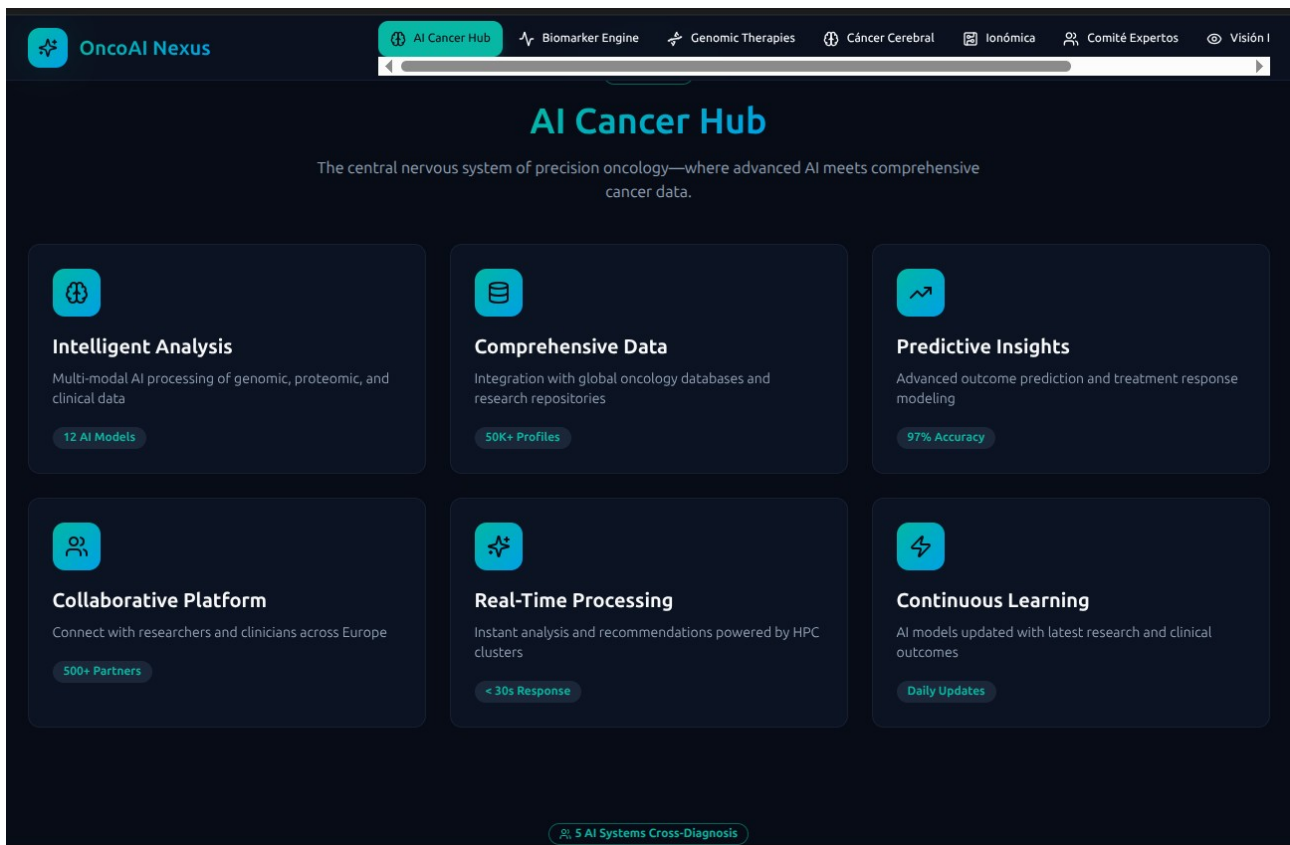 OncoAI Nexus
AI Cancer Hub
Biomarker Engine
Genomic Therapies
Cáncer Cerebral
Ionómica
Comité Expertos
Visión
AI Cancer Hub
The central nervous system of precision oncology—where advanced AI meets comprehensive
cancer data.
Intelligent Analysis
Multi-modal AI processing of genomic, proteomic, and
clinical data
12 AI Models
Comprehensive Data
Integration with global oncology databases and
research repositories
50K+ Profiles
Predictive Insights
Advanced outcome prediction and treatment response
modeling
97% Accuracy
Collaborative Platform
Connect with researchers and clinicians across Europe
500+ Partners
Real-Time Processing
Instant analysis and recommendations powered by HPC
clusters
< 30s Response
Continuous Learning
AI models updated with latest research and clinical
outcomes
Daily Updates
5 AI Systems Cross-Diagnosis